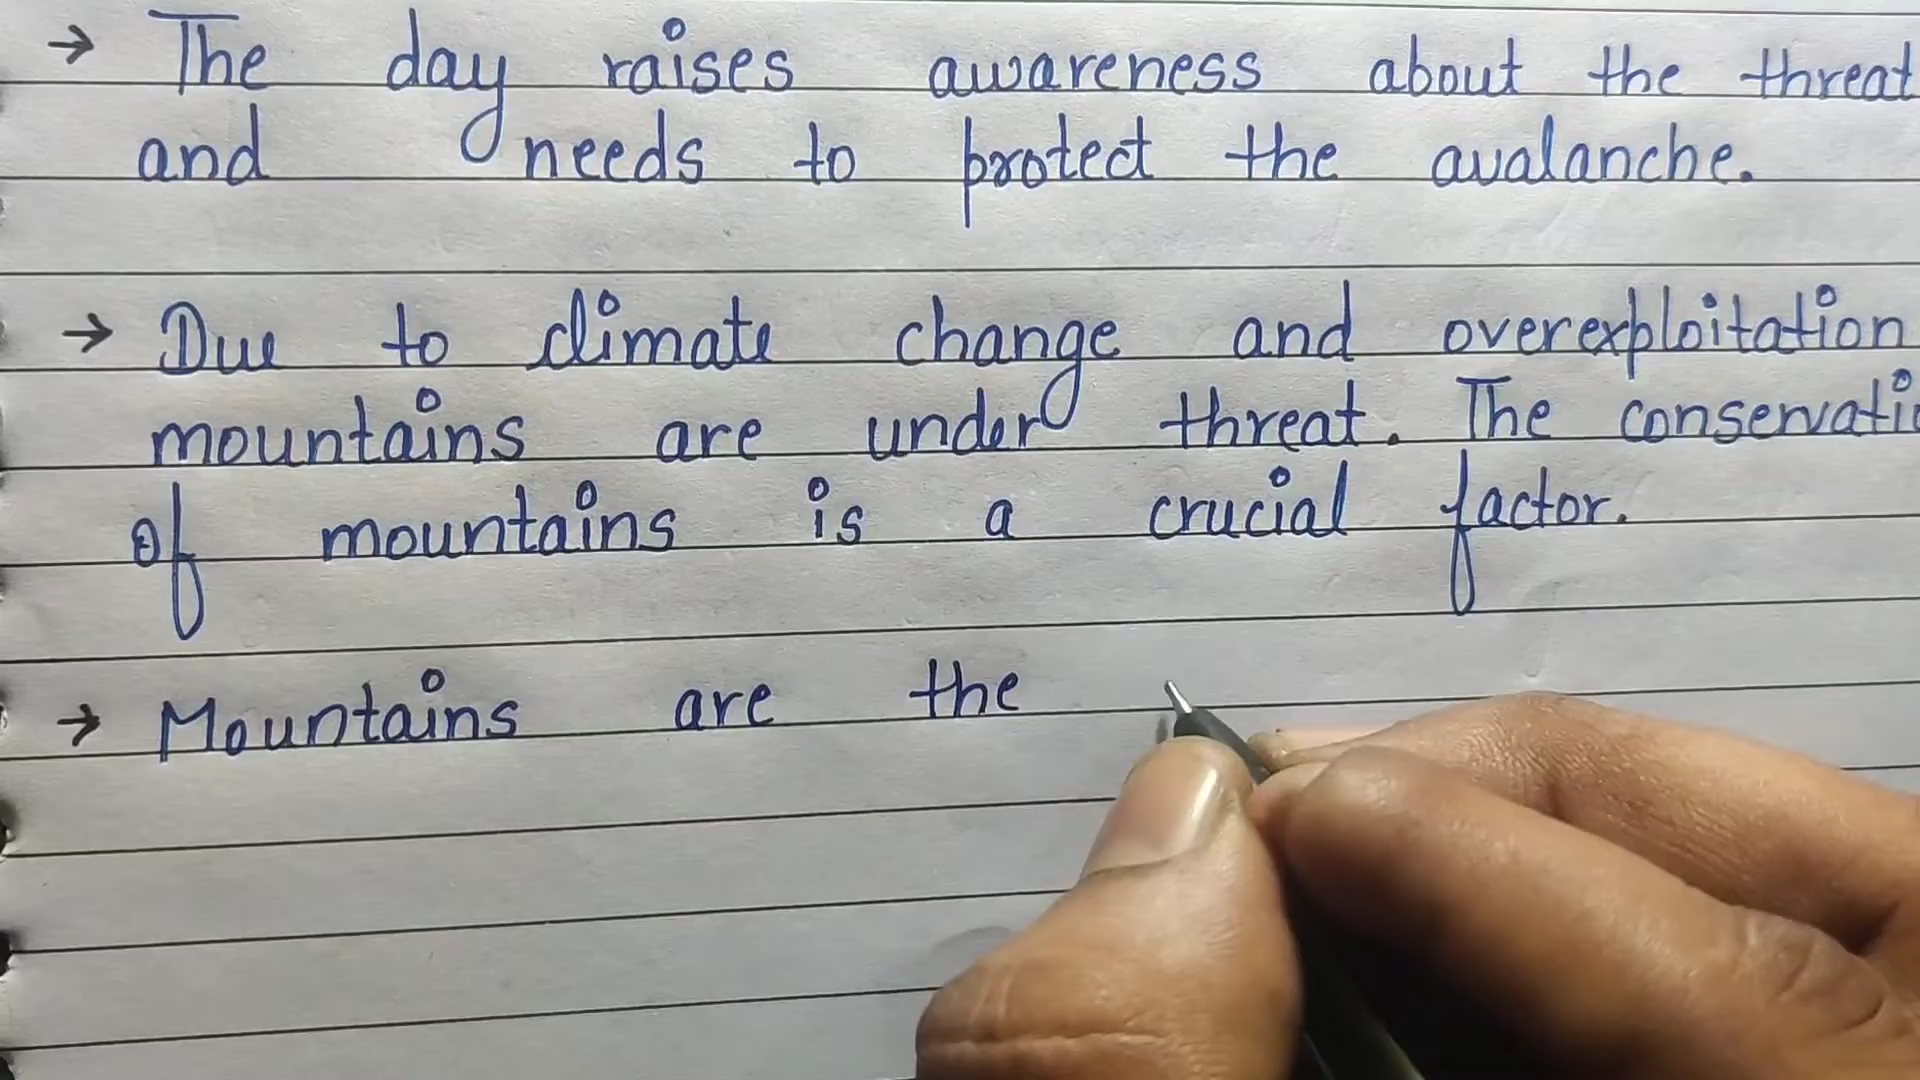 → The day raises awareness about the threat
and needs to protect the avalanche.
→ Due to climate change and overexploitation
mountains are under threat. The conservatio
of mountains is a crucial factor.
→ Mountains are the